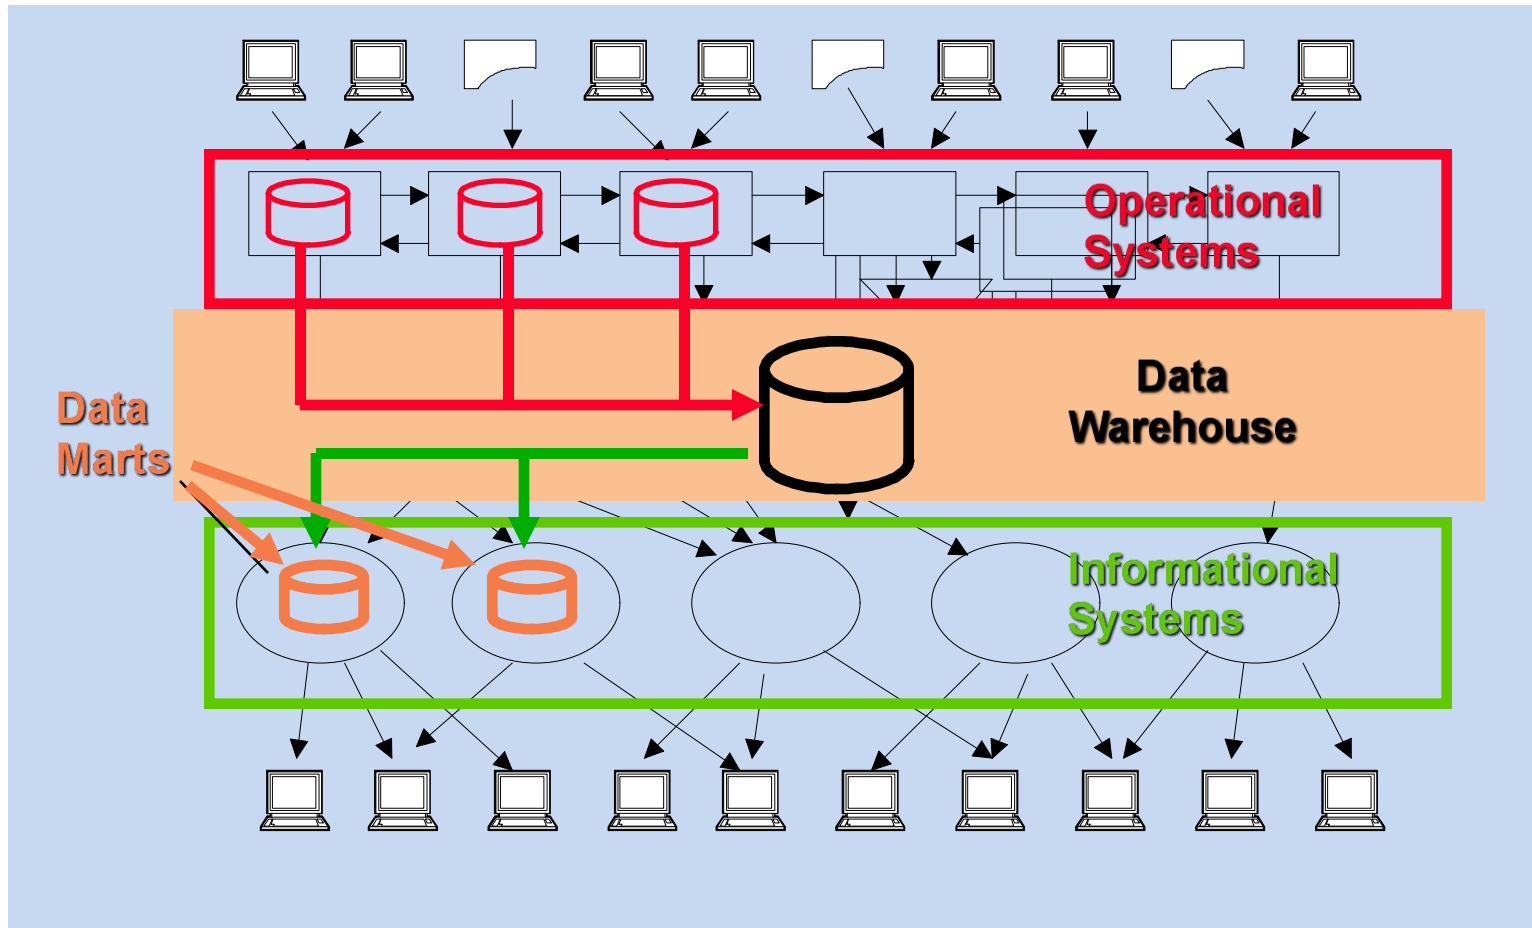 Operational
Systems
Data
Warehouse
Data
Marts
Informational
Systems